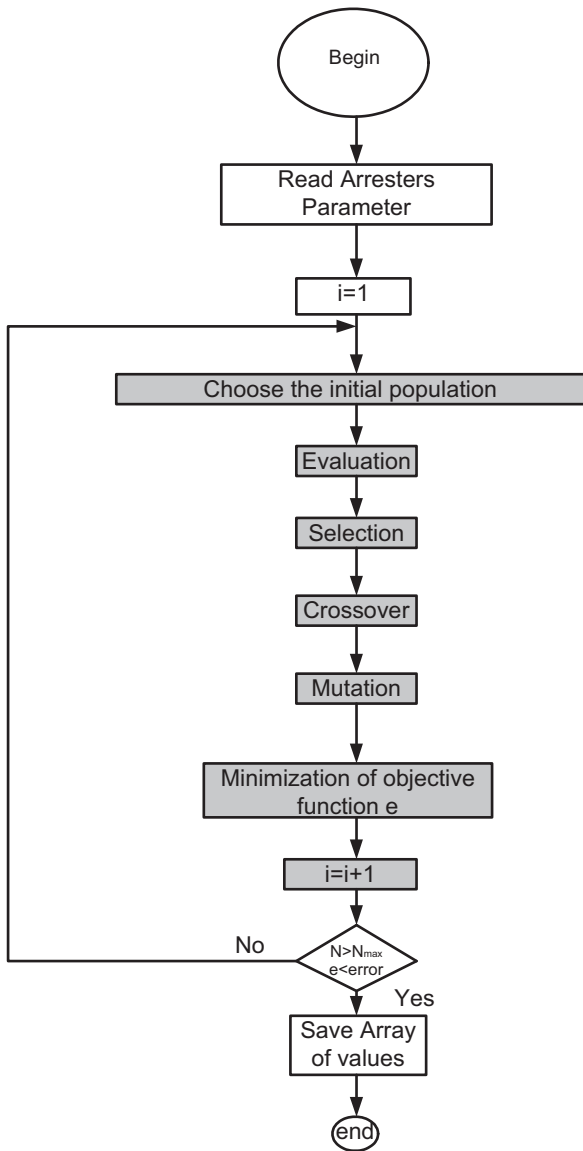 Begin
Read Arresters
Parameter
i=1
Choose the initial population
Evaluation
Selection
Crossover
Mutation
Minimization of objective
function e
i=i+1
No
N>Nmax
e<error
Yes
Save Array
of values
end